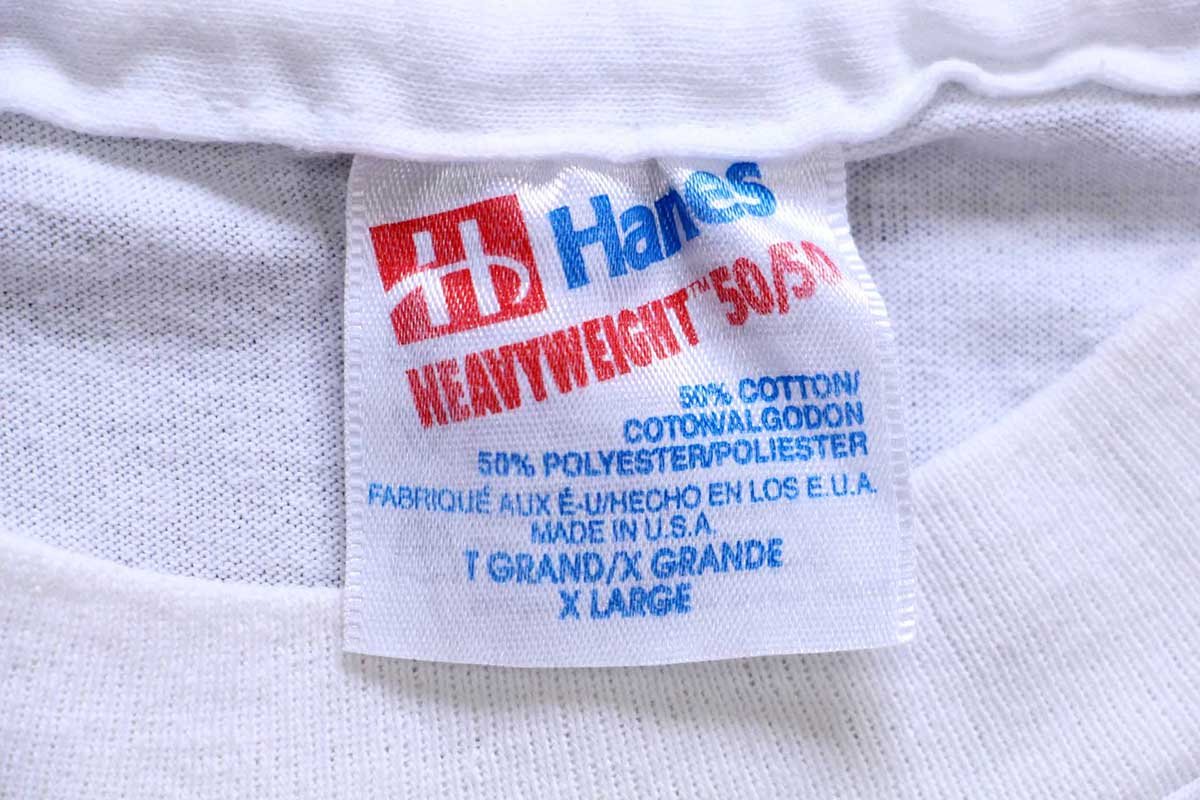 H Hanes
HEAVYWEIGHT™ 50/50
50% COTTON/
COTON/ALGODON
50% POLYESTER/POLIESTER
FABRIQUÉ AUX É-U/HECHO EN LOS E.U.A.
MADE IN U.S.A.
T GRAND/X GRANDE
X LARGE